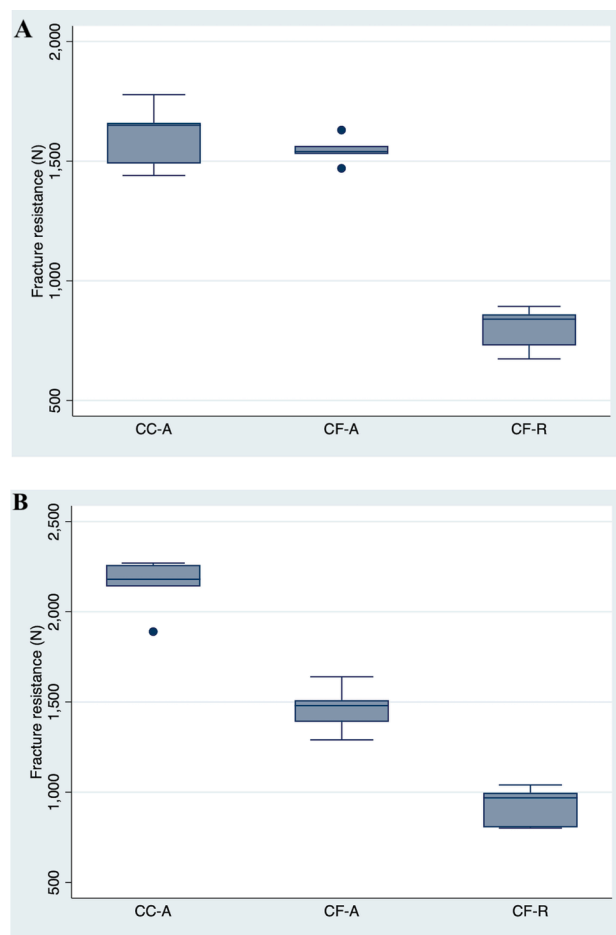 A
2,000
1,500
1,000
500
Fracture resistance (N)
CC-A CF-A CF-R
B
2,500
2,000
1,500
1,000
500
Fracture resistance (N)
CC-A CF-A CF-R